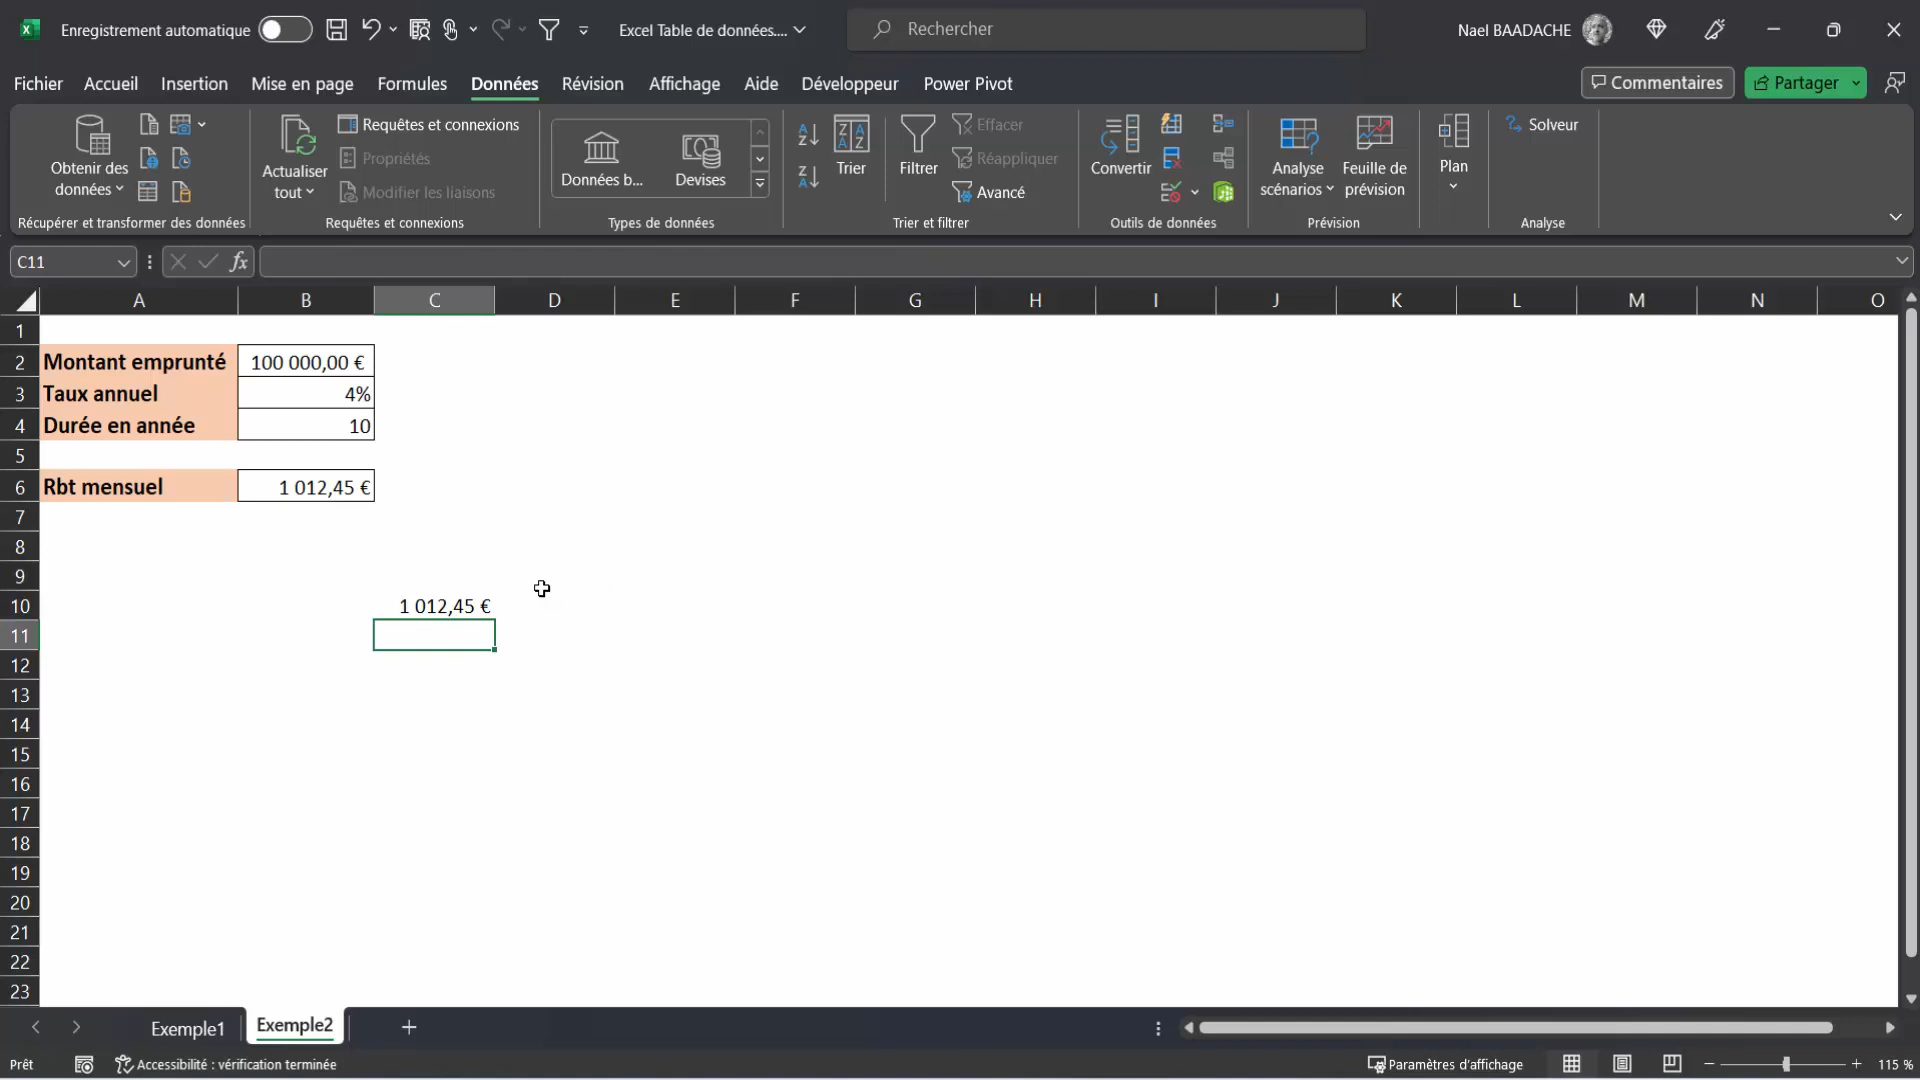 Enregistrement automatique
Excel Table de données....
Rechercher
Nael BAADACHE
Fichier Accueil Insertion Mise en page Formules Données Révision Affichage Aide Développeur Power Pivot
Commentaires
Partager
Obtenir des
données
Récupérer et transformer des données
Actualiser
tout
Requêtes et connexions
Propriétés
Modifier les liaisons
Requêtes et connexions
Données b...
Devises
Types de données
Trier
Filtrer
Effacer
Réappliquer
Avancé
Trier et filtrer
Convertir
Outils de données
Analyse
scénarios
Feuille de
prévision
Prévision
Plan
Solveur
Analyse
C11
fx
A B C D E F G H I J K L M N O
1
2 Montant emprunté 100 000,00 €
3 Taux annuel 4%
4 Durée en année 10
5
6 Rbt mensuel 1 012,45 €
7
8
9
10 1 012,45 €
11
12
13
14
15
16
17
18
19
20
21
22
23
Exemple1 Exemple2
Prêt
Accessibilité : vérification terminée
Paramètres d'affichage
115 %